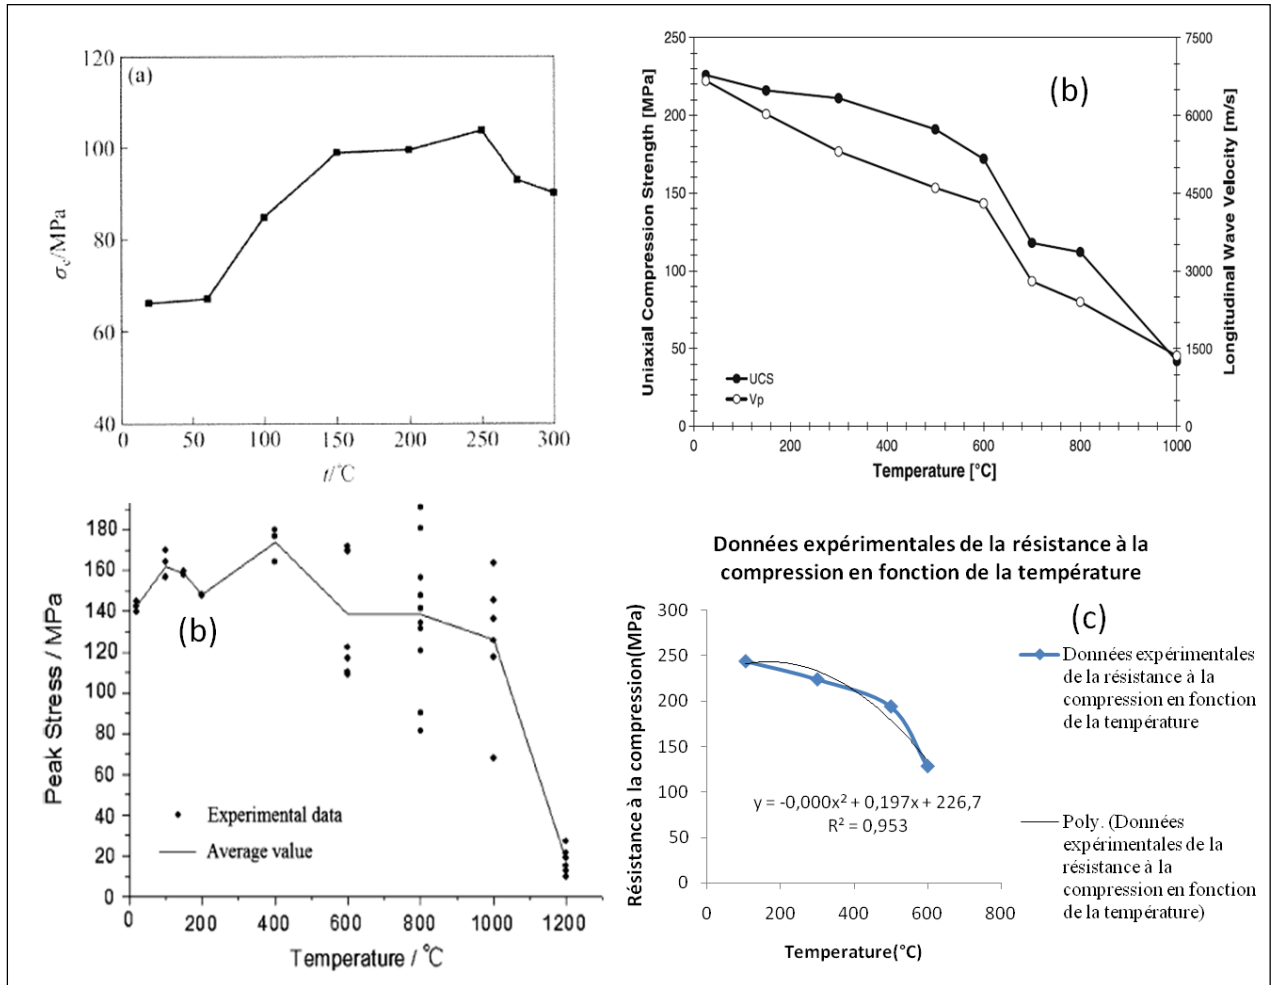 (a)
120
100
80
60
40
σc/MPa
0
50
100
150
200
250
300
t/°C
(b)
250
200
150
100
50
0
Uniaxial Compression Strength [MPa]
7500
6000
4500
3000
1500
0
Longitudinal Wave Velocity [m/s]
UCS
Vp
0
200
400
600
800
1000
Temperature [°C]
(b)
180
160
140
120
100
80
60
40
20
0
Peak Stress / MPa
Experimental data
Average value
0
200
400
600
800
1000
1200
Temperature / °C
Données expérimentales de la résistance à la
compression en fonction de la température
(c)
300
250
200
150
100
50
0
Résistance à la compression(MPa)
y = -0,000x² + 0,197x + 226,7
R² = 0,953
0
200
400
600
800
Temperature(°C)
Données expérimentales
de la résistance à la
compression en fonction
de la température
Poly. (Données
expérimentales de la
résistance à la
compression en fonction
de la température)